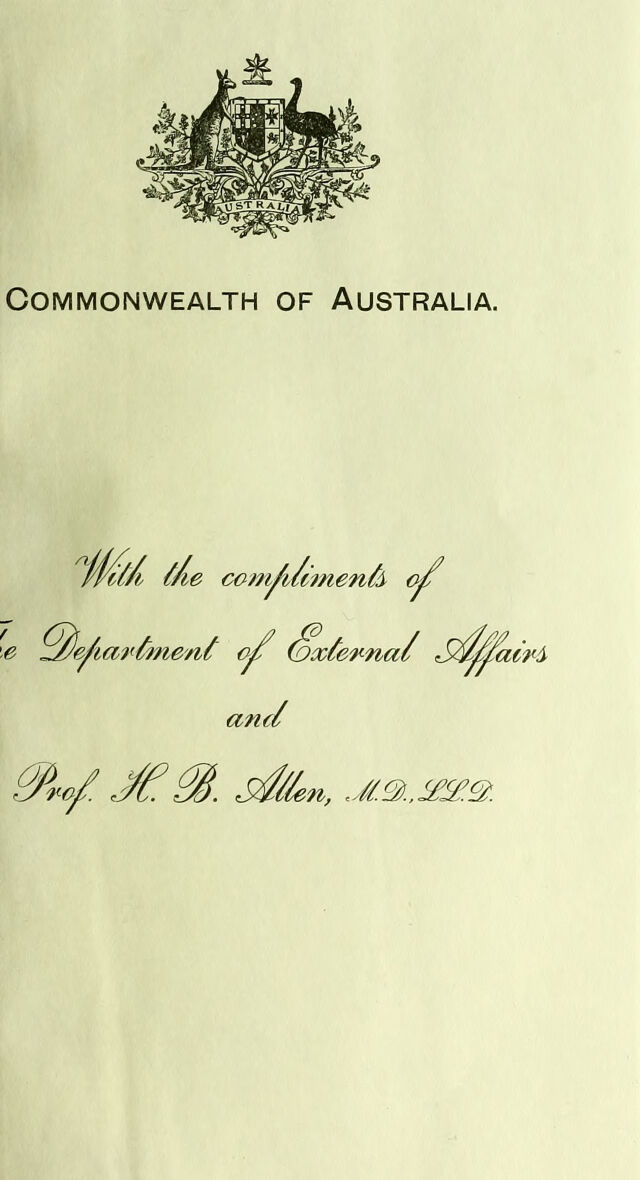 AUSTRALIA
COMMONWEALTH OF AUSTRALIA.
With the compliments of
e Department of External Affairs
and
Prof. H. B. Allen, M.D., LL.D.